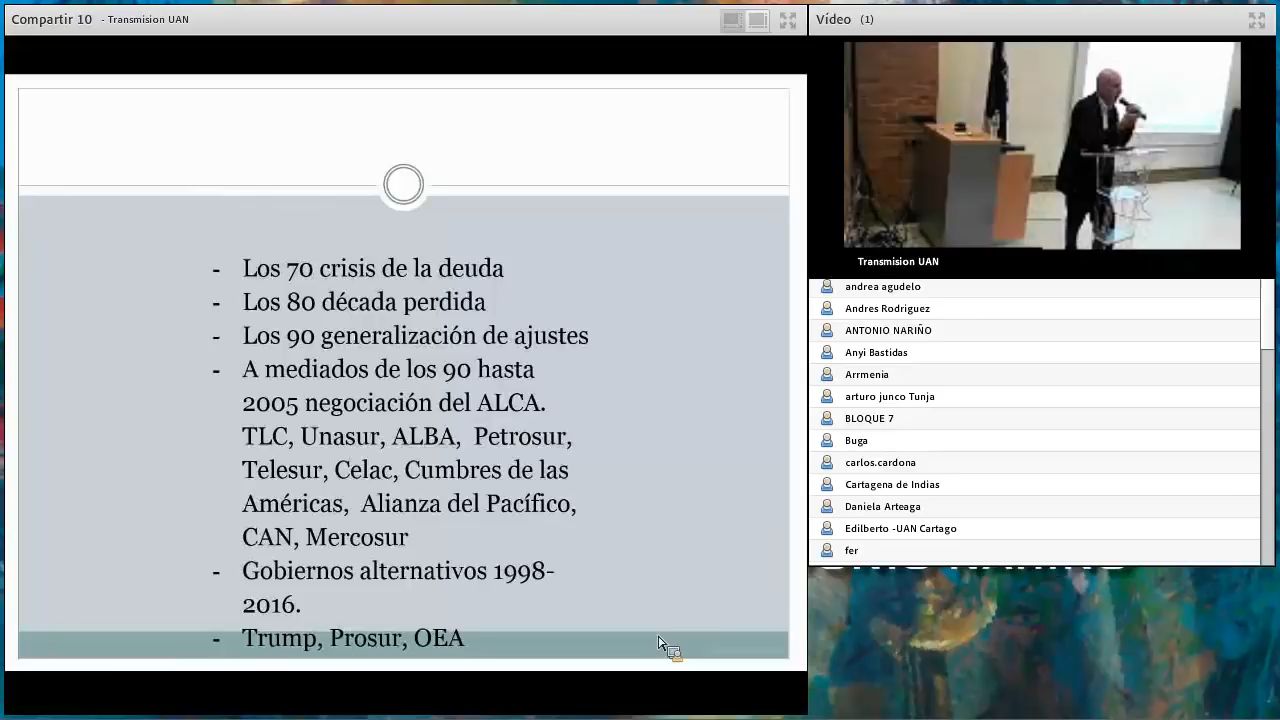 Compartir 10 - Transmision UAN
- Los 70 crisis de la deuda
- Los 80 década perdida
- Los 90 generalización de ajustes
- A mediados de los 90 hasta
2005 negociación del ALCA.
TLC, Unasur, ALBA, Petrosur,
Telesur, Celac, Cumbres de las
Américas, Alianza del Pacífico,
CAN, Mercosur
- Gobiernos alternativos 1998-
2016.
- Trump, Prosur, OEA
Vídeo (1)
Transmision UAN
andrea agudelo
Andres Rodriguez
ANTONIO NARIÑO
Anyi Bastidas
Arrmenia
arturo junco Tunja
BLOQUE 7
Buga
carlos.cardona
Cartagena de Indias
Daniela Arteaga
Edilberto -UAN Cartago
fer